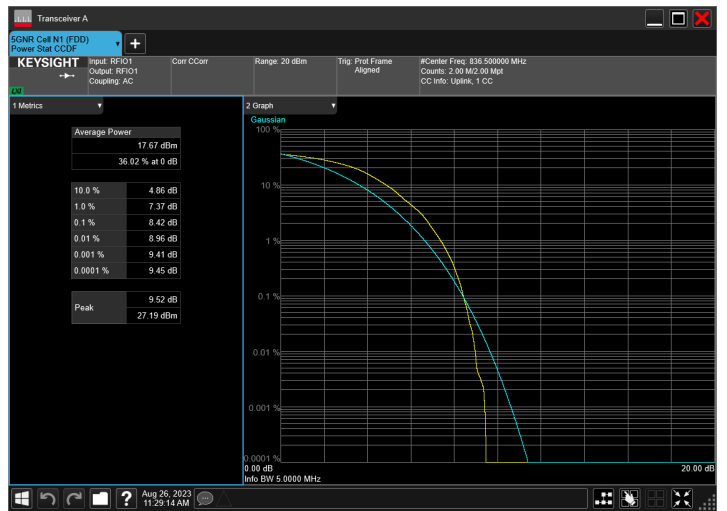 Transceiver A
5GNR Cell N1 (FDD)
Power Stat CCDF
KEYSIGHT
LXI
Input: RFIO1
Output: RFIO1
Coupling: AC
Corr CCorr
Range: 20 dBm
Trig: Prot Frame
Aligned
#Center Freq: 836.500000 MHz
Counts: 2.00 M/2.00 Mpt
CC Info: Uplink, 1 CC
1 Metrics
Average Power
17.67 dBm
36.02 % at 0 dB
10.0 % 4.86 dB
1.0 % 7.37 dB
0.1 % 8.42 dB
0.01 % 8.96 dB
0.001 % 9.41 dB
0.0001 % 9.45 dB
Peak
9.52 dB
27.19 dBm
2 Graph
Gaussian
100 %
10 %
1 %
0.1 %
0.01 %
0.001 %
0.0001 %
0.00 dB
20.00 dB
Info BW 5.0000 MHz
?
Aug 26, 2023
11:29:14 AM